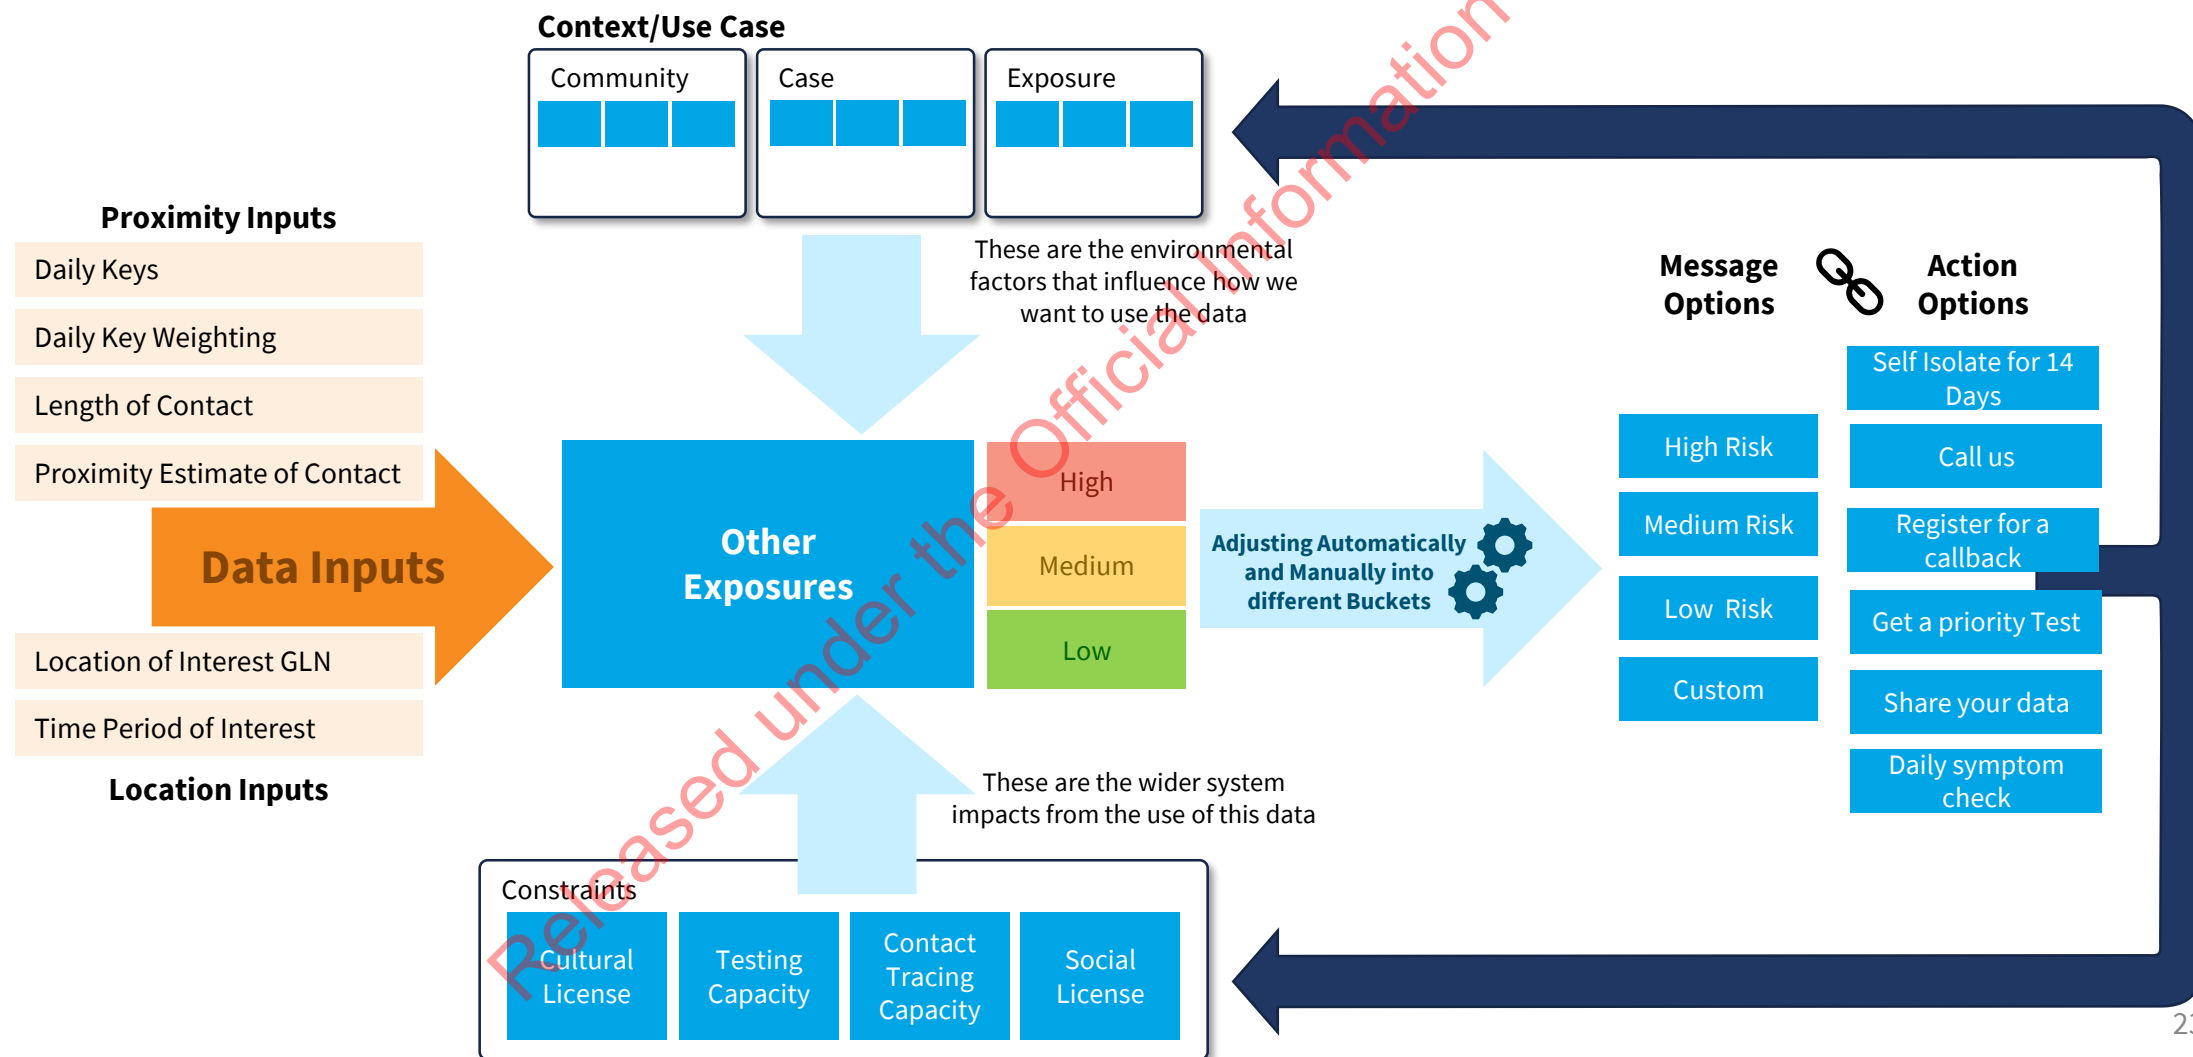 Context/Use Case
Community
Case
Exposure
These are the environmental
factors that influence how we
want to use the data
Proximity Inputs
Daily Keys
Daily Key Weighting
Length of Contact
Proximity Estimate of Contact
Data Inputs
Location of Interest GLN
Time Period of Interest
Location Inputs
Other
Exposures
High
Medium
Low
Adjusting Automatically
and Manually into
different Buckets
Message
Options
High Risk
Medium Risk
Low Risk
Custom
Action
Options
Self Isolate for 14
Days
Call us
Register for a
callback
Get a priority Test
Share your data
Daily symptom
check
These are the wider system
impacts from the use of this data
Constraints
Cultural
License
Testing
Capacity
Contact
Tracing
Capacity
Social
License
Released under the Official Information
23